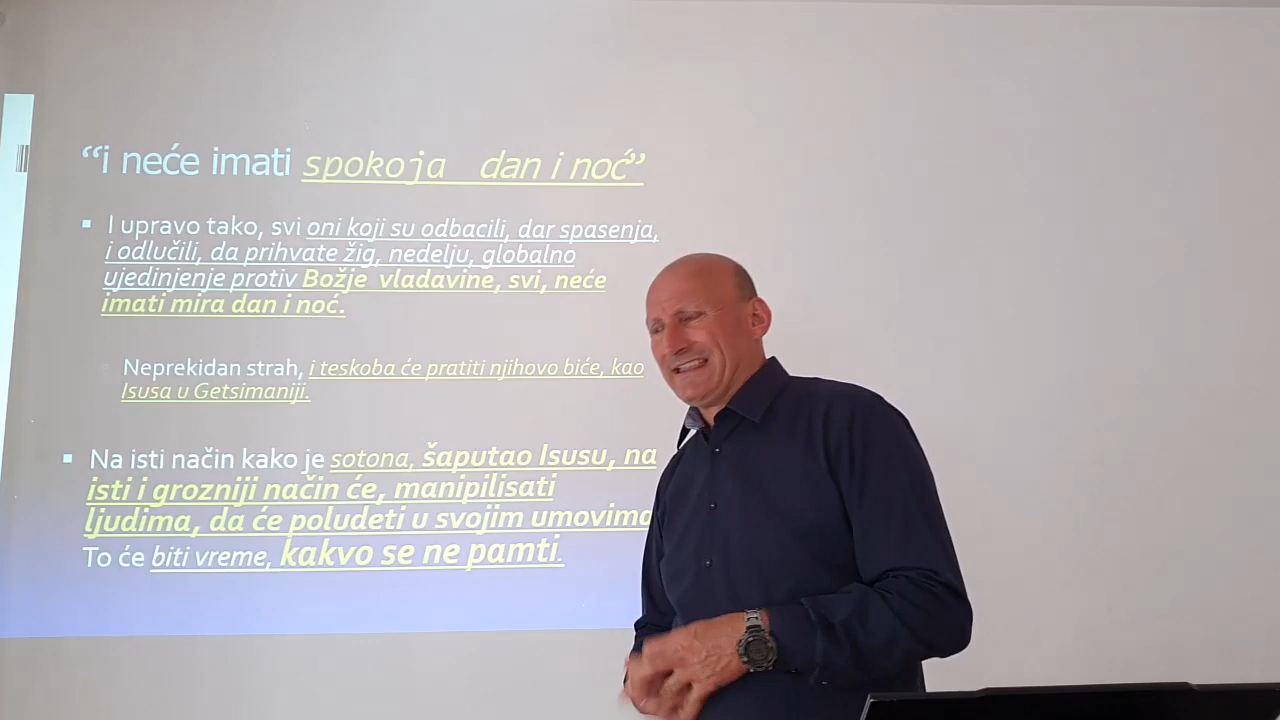 “i neće imati spokoja dan i noć”
I upravo tako, svi oni koji su odbacili, dar spasenja,
i odlučili, da prihvate žig, nedelju, globalno
ujedinjenje protiv Božje vladavine, svi, neće
imati mira dan i noć.
Neprekidan strah, i teskoba će pratiti njihovo biće, kao
Isusa u Getsimaniji.
Na isti način kako je sotona, šaputao Isusu, na
isti i grozniji način će, manipilisati
ljudima, da će poludeti u svojim umovima
To će biti vreme, kakvo se ne pamti.